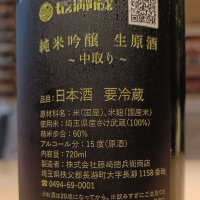 純米吟醸 生原酒
~中取り~
品目:日本酒 要冷蔵
原材料名:米(国産)、米麹(国産米)
使用米:埼玉県産さけ武蔵(100%)
精米歩合:60%
アルコール分:15度(原酒)
内容量:720ml
製造者:株式会社藤﨑摠兵衛商店
埼玉県秩父郡長瀞町大字長瀞1158番地
☎ 0494-69-0001